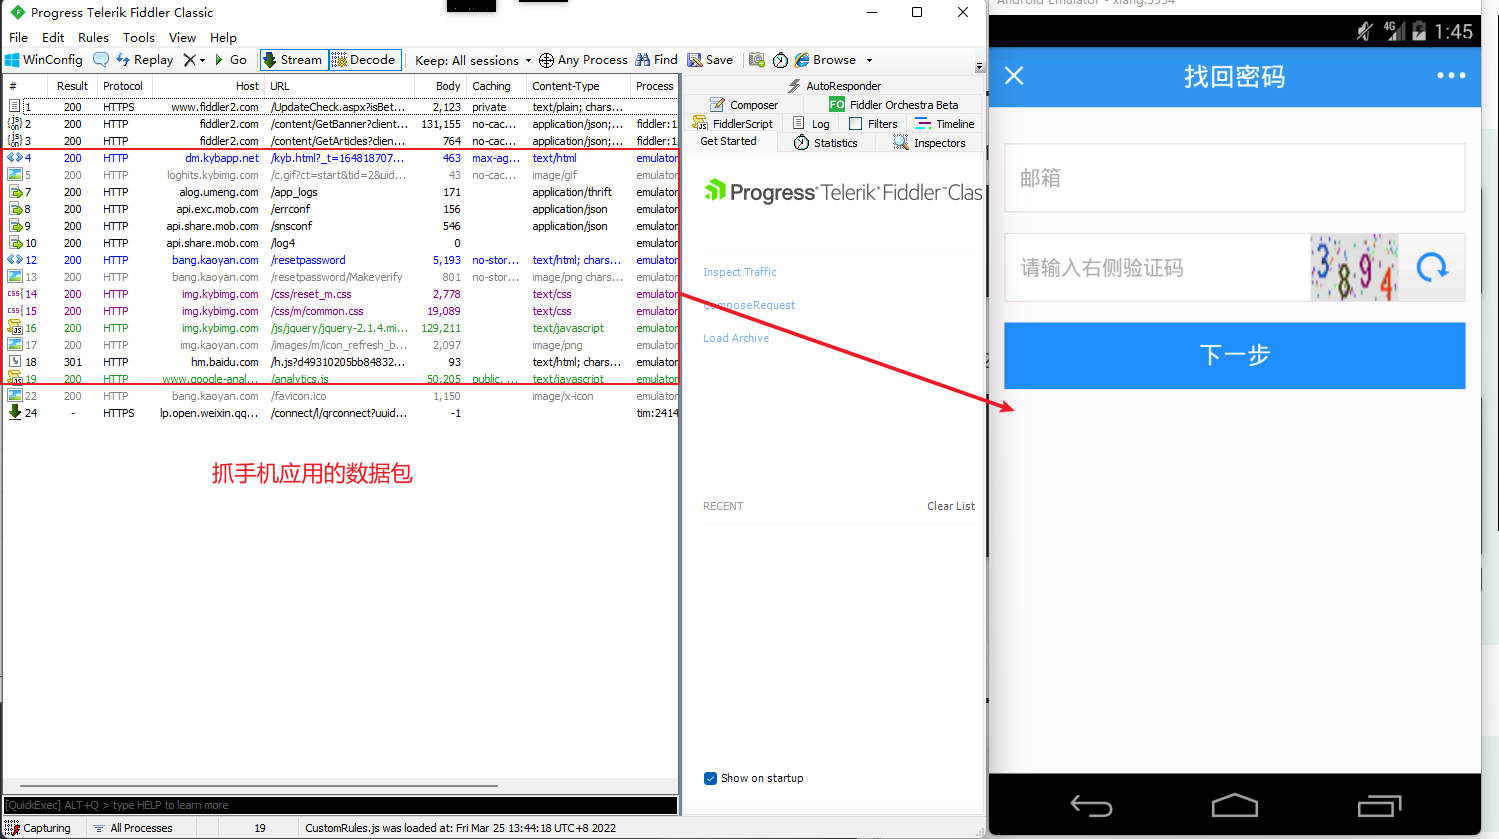 Progress Telerik Fiddler Classic
File Edit Rules Tools View Help
WinConfig Replay Go Stream Decode Keep: All sessions Any Process Find Save Browse
# Result Protocol Host URL Body Caching Content-Type Process
1 200 HTTPS www.fiddler2.com /UpdateCheck.aspx?isBet... 2,123 private text/plain; chars...
2 200 HTTP fiddler2.com /content/GetBanner?client... 131,155 no-cac... application/json;... fiddler:1
3 200 HTTP fiddler2.com /content/GetArticles?clien... 764 no-cac... application/json;... fiddler:1
4 200 HTTP dm.kybapp.net /kyb.html?_t=164818707... 463 max-ag... text/html emulator
5 200 HTTP loghits.kybimg.com /c.gif?ct=start&tid=2&uid... 43 no-cac... image/gif emulator
7 200 HTTP alog.umeng.com /app_logs 171 application/thrift emulator
8 200 HTTP api.exc.mob.com /errconf 156 application/json emulator
9 200 HTTP api.share.mob.com /snsconf 546 application/json emulator
10 200 HTTP api.share.mob.com /log4 0 emulator
12 200 HTTP bang.kaoyan.com /resetpassword 5,193 no-stor... text/html; chars... emulator
13 200 HTTP bang.kaoyan.com /resetpassword/Makeverify 801 no-stor... image/png chars... emulator
14 200 HTTP img.kybimg.com /css/reset_m.css 2,778 text/css emulator
15 200 HTTP img.kybimg.com /css/m/common.css 19,089 text/css emulator
16 200 HTTP img.kybimg.com /js/jquery/jquery-2.1.4.mi... 129,211 text/javascript emulator
17 200 HTTP img.kaoyan.com /images/m/icon_refresh_b... 2,097 image/png emulator
18 301 HTTP hm.baidu.com /h.js?d49310205bb84832... 93 text/html; chars... emulator
19 200 HTTP www.google-anal... /analytics.js 50,205 public, ... text/javascript emulator
22 200 HTTP bang.kaoyan.com /favicon.ico 1,150 image/x-icon emulator
24 - HTTPS lp.open.weixin.qq... /connect/l/qrconnect?uuid... -1 tim:2414
抓手机应用的数据包
[QuickExec] ALT+Q > type HELP to learn more
Capturing All Processes 19 CustomRules.js was loaded at: Fri Mar 25 13:44:18 UTC+8 2022
AutoResponder
Composer FO Fiddler Orchestra Beta
FiddlerScript Log Filters Timeline
Get Started Statistics Inspectors
Progress Telerik Fiddler Clas
Inspect Traffic
ComposeRequest
Load Archive
RECENT Clear List
Show on startup
4G 1:45
找回密码
邮箱
请输入右侧验证码 3894
下一步